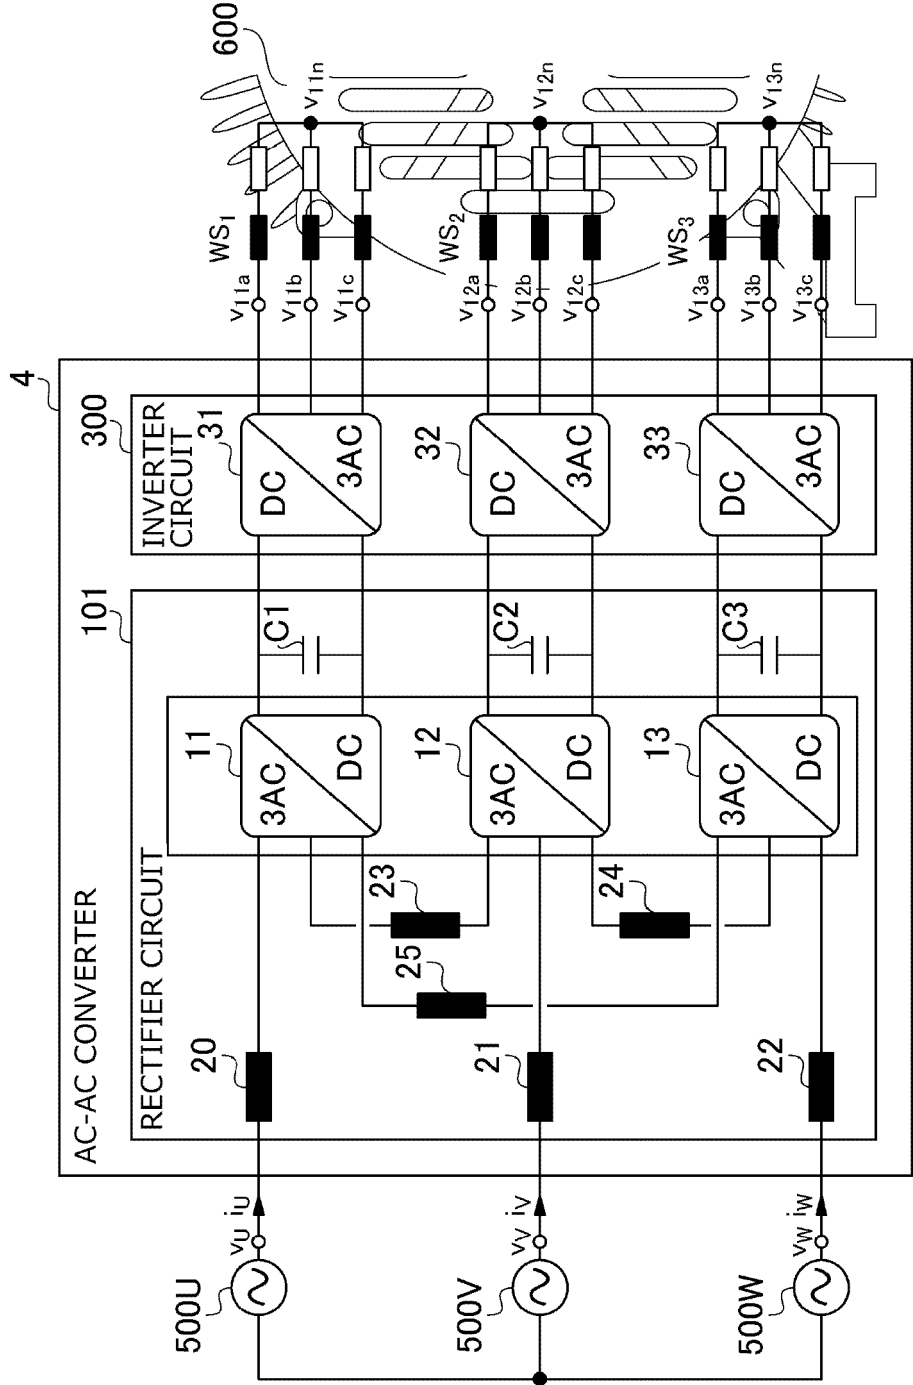 4
AC-AC CONVERTER
101
RECTIFIER CIRCUIT
300
INVERTER
CIRCUIT
600
500U
vU iU
20
11
3AC
DC
C1
31
DC
3AC
v11a
v11b
v11c
WS1
v11n
23
25
500V
vV iV
21
12
3AC
DC
C2
32
DC
3AC
v12a
v12b
v12c
WS2
v12n
24
500W
vW iW
22
13
3AC
DC
C3
33
DC
3AC
v13a
v13b
v13c
WS3
v13n